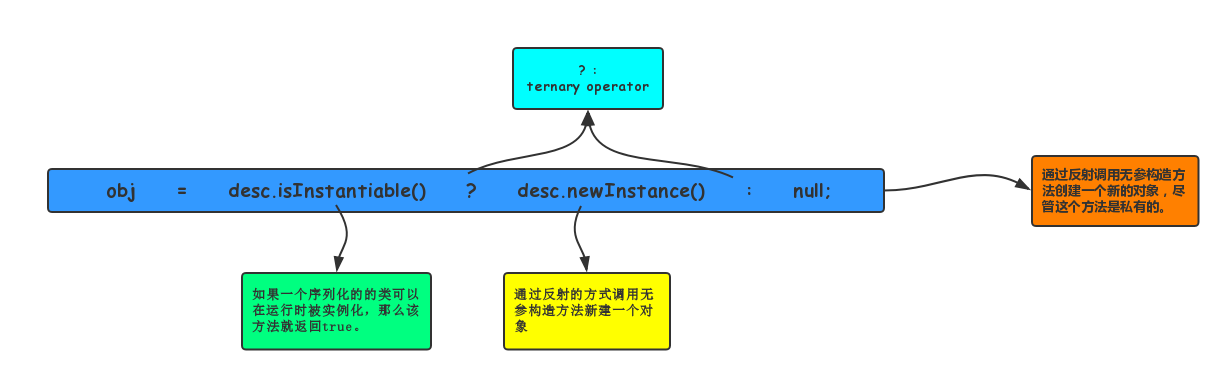 ? :
ternary operator
obj = desc.isInstantiable() ? desc.newInstance() : null;
通过反射调用无参构造方
法创建一个新的对象，尽
管这个方法是私有的。
如果一个序列化的的类可以
在运行时被实例化，那么该
方法就返回true。
通过反射的方式调用无
参构造方法新建一个对
象